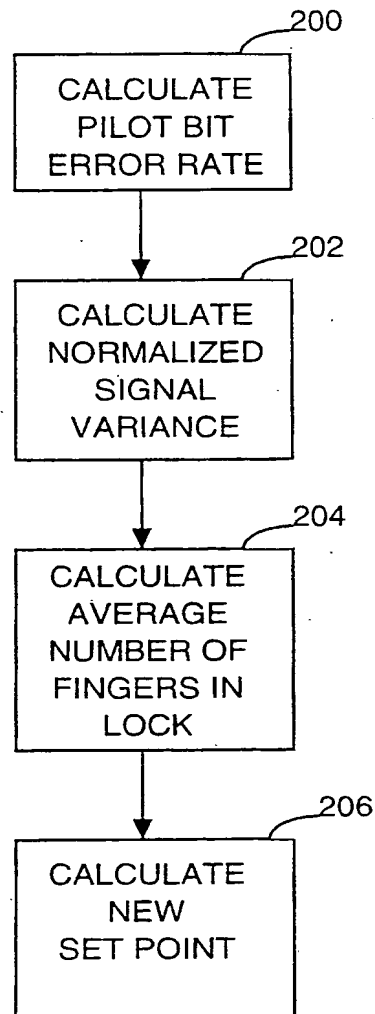 200
CALCULATE
PILOT BIT
ERROR RATE
202
CALCULATE
NORMALIZED
SIGNAL
VARIANCE
204
CALCULATE
AVERAGE
NUMBER OF
FINGERS IN
LOCK
206
CALCULATE
NEW
SET POINT